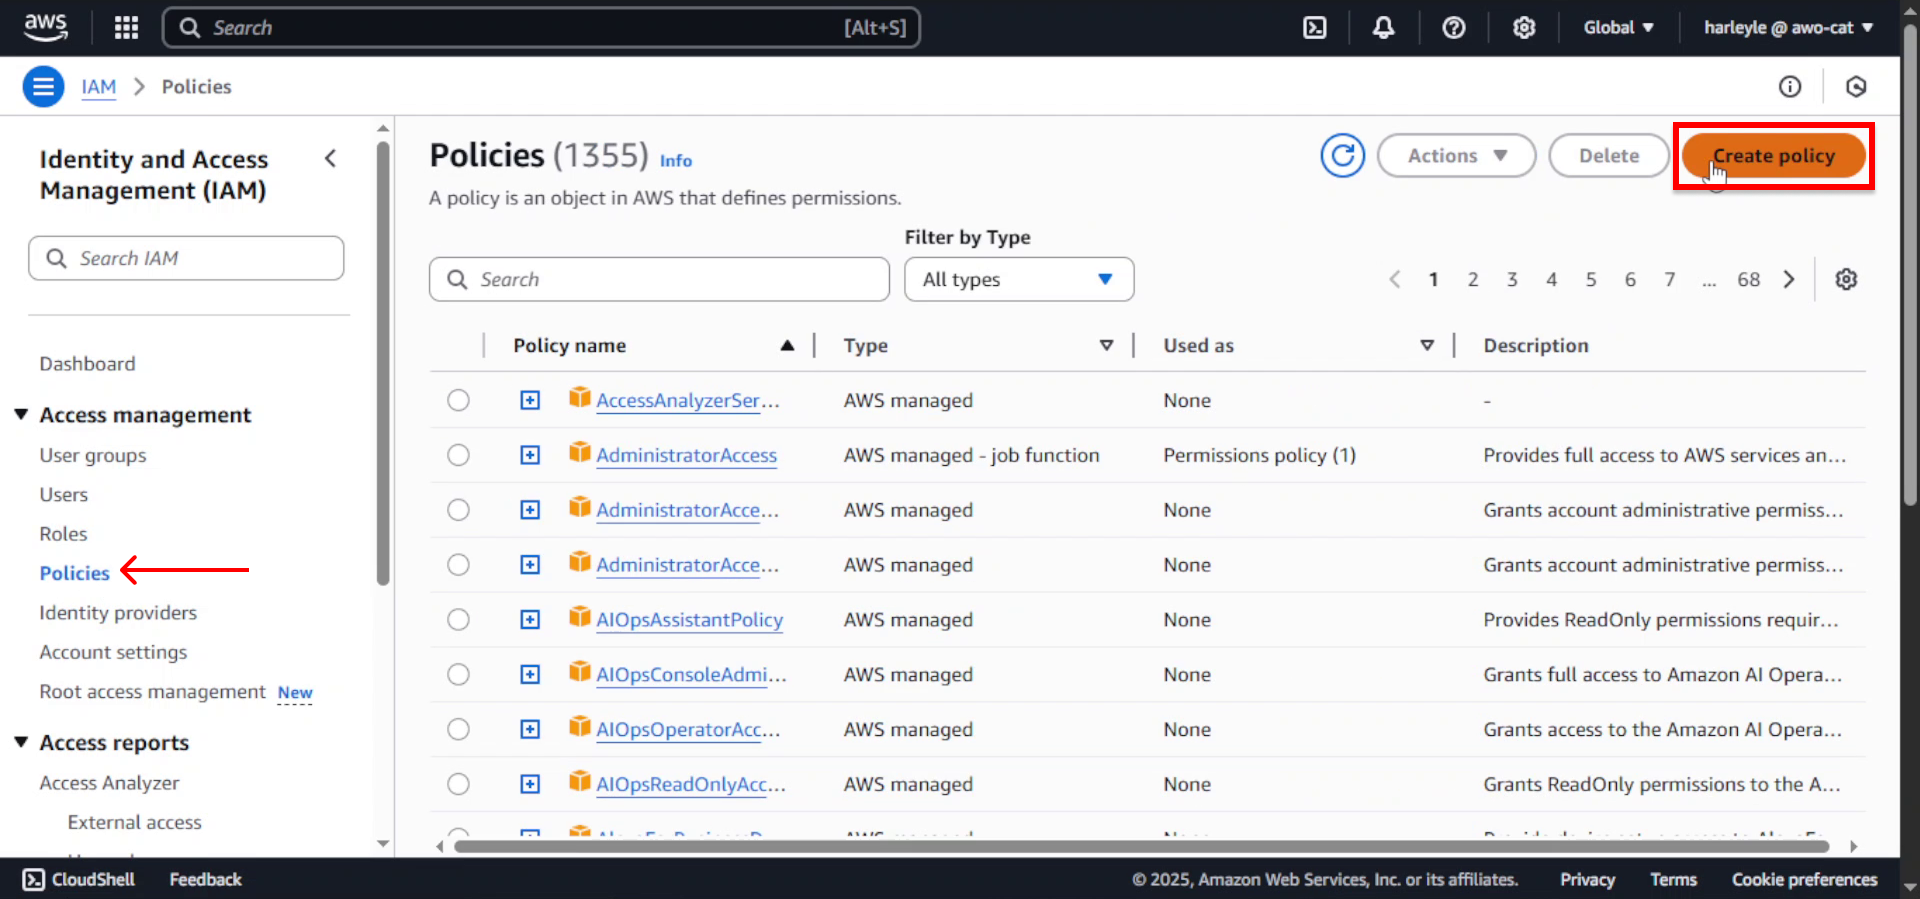 aws
Search
[Alt+S]
Global
harleyle @ awo-cat
IAM
Policies
Identity and Access
Management (IAM)
Search IAM
Dashboard
Access management
User groups
Users
Roles
Policies
Identity providers
Account settings
Root access management New
Access reports
Access Analyzer
External access
Policies (1355) Info
Actions
Delete
Create policy
A policy is an object in AWS that defines permissions.
Filter by Type
Search
All types
1 2 3 4 5 6 7 ... 68
Policy name Type Used as Description
AccessAnalyzerSer... AWS managed None -
AdministratorAccess AWS managed - job function Permissions policy (1) Provides full access to AWS services an...
AdministratorAcce... AWS managed None Grants account administrative permiss...
AdministratorAcce... AWS managed None Grants account administrative permiss...
AIOpsAssistantPolicy AWS managed None Provides ReadOnly permissions requir...
AIOpsConsoleAdmi... AWS managed None Grants full access to Amazon AI Opera...
AIOpsOperatorAcc... AWS managed None Grants access to the Amazon AI Opera...
AIOpsReadOnlyAcc... AWS managed None Grants ReadOnly permissions to the A...
CloudShell
Feedback
© 2025, Amazon Web Services, Inc. or its affiliates.
Privacy
Terms
Cookie preferences